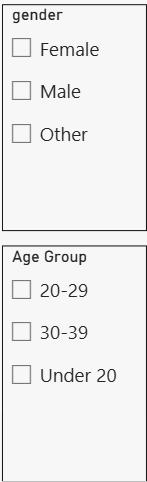 gender
Female
Male
Other
Age Group
20-29
30-39
Under 20